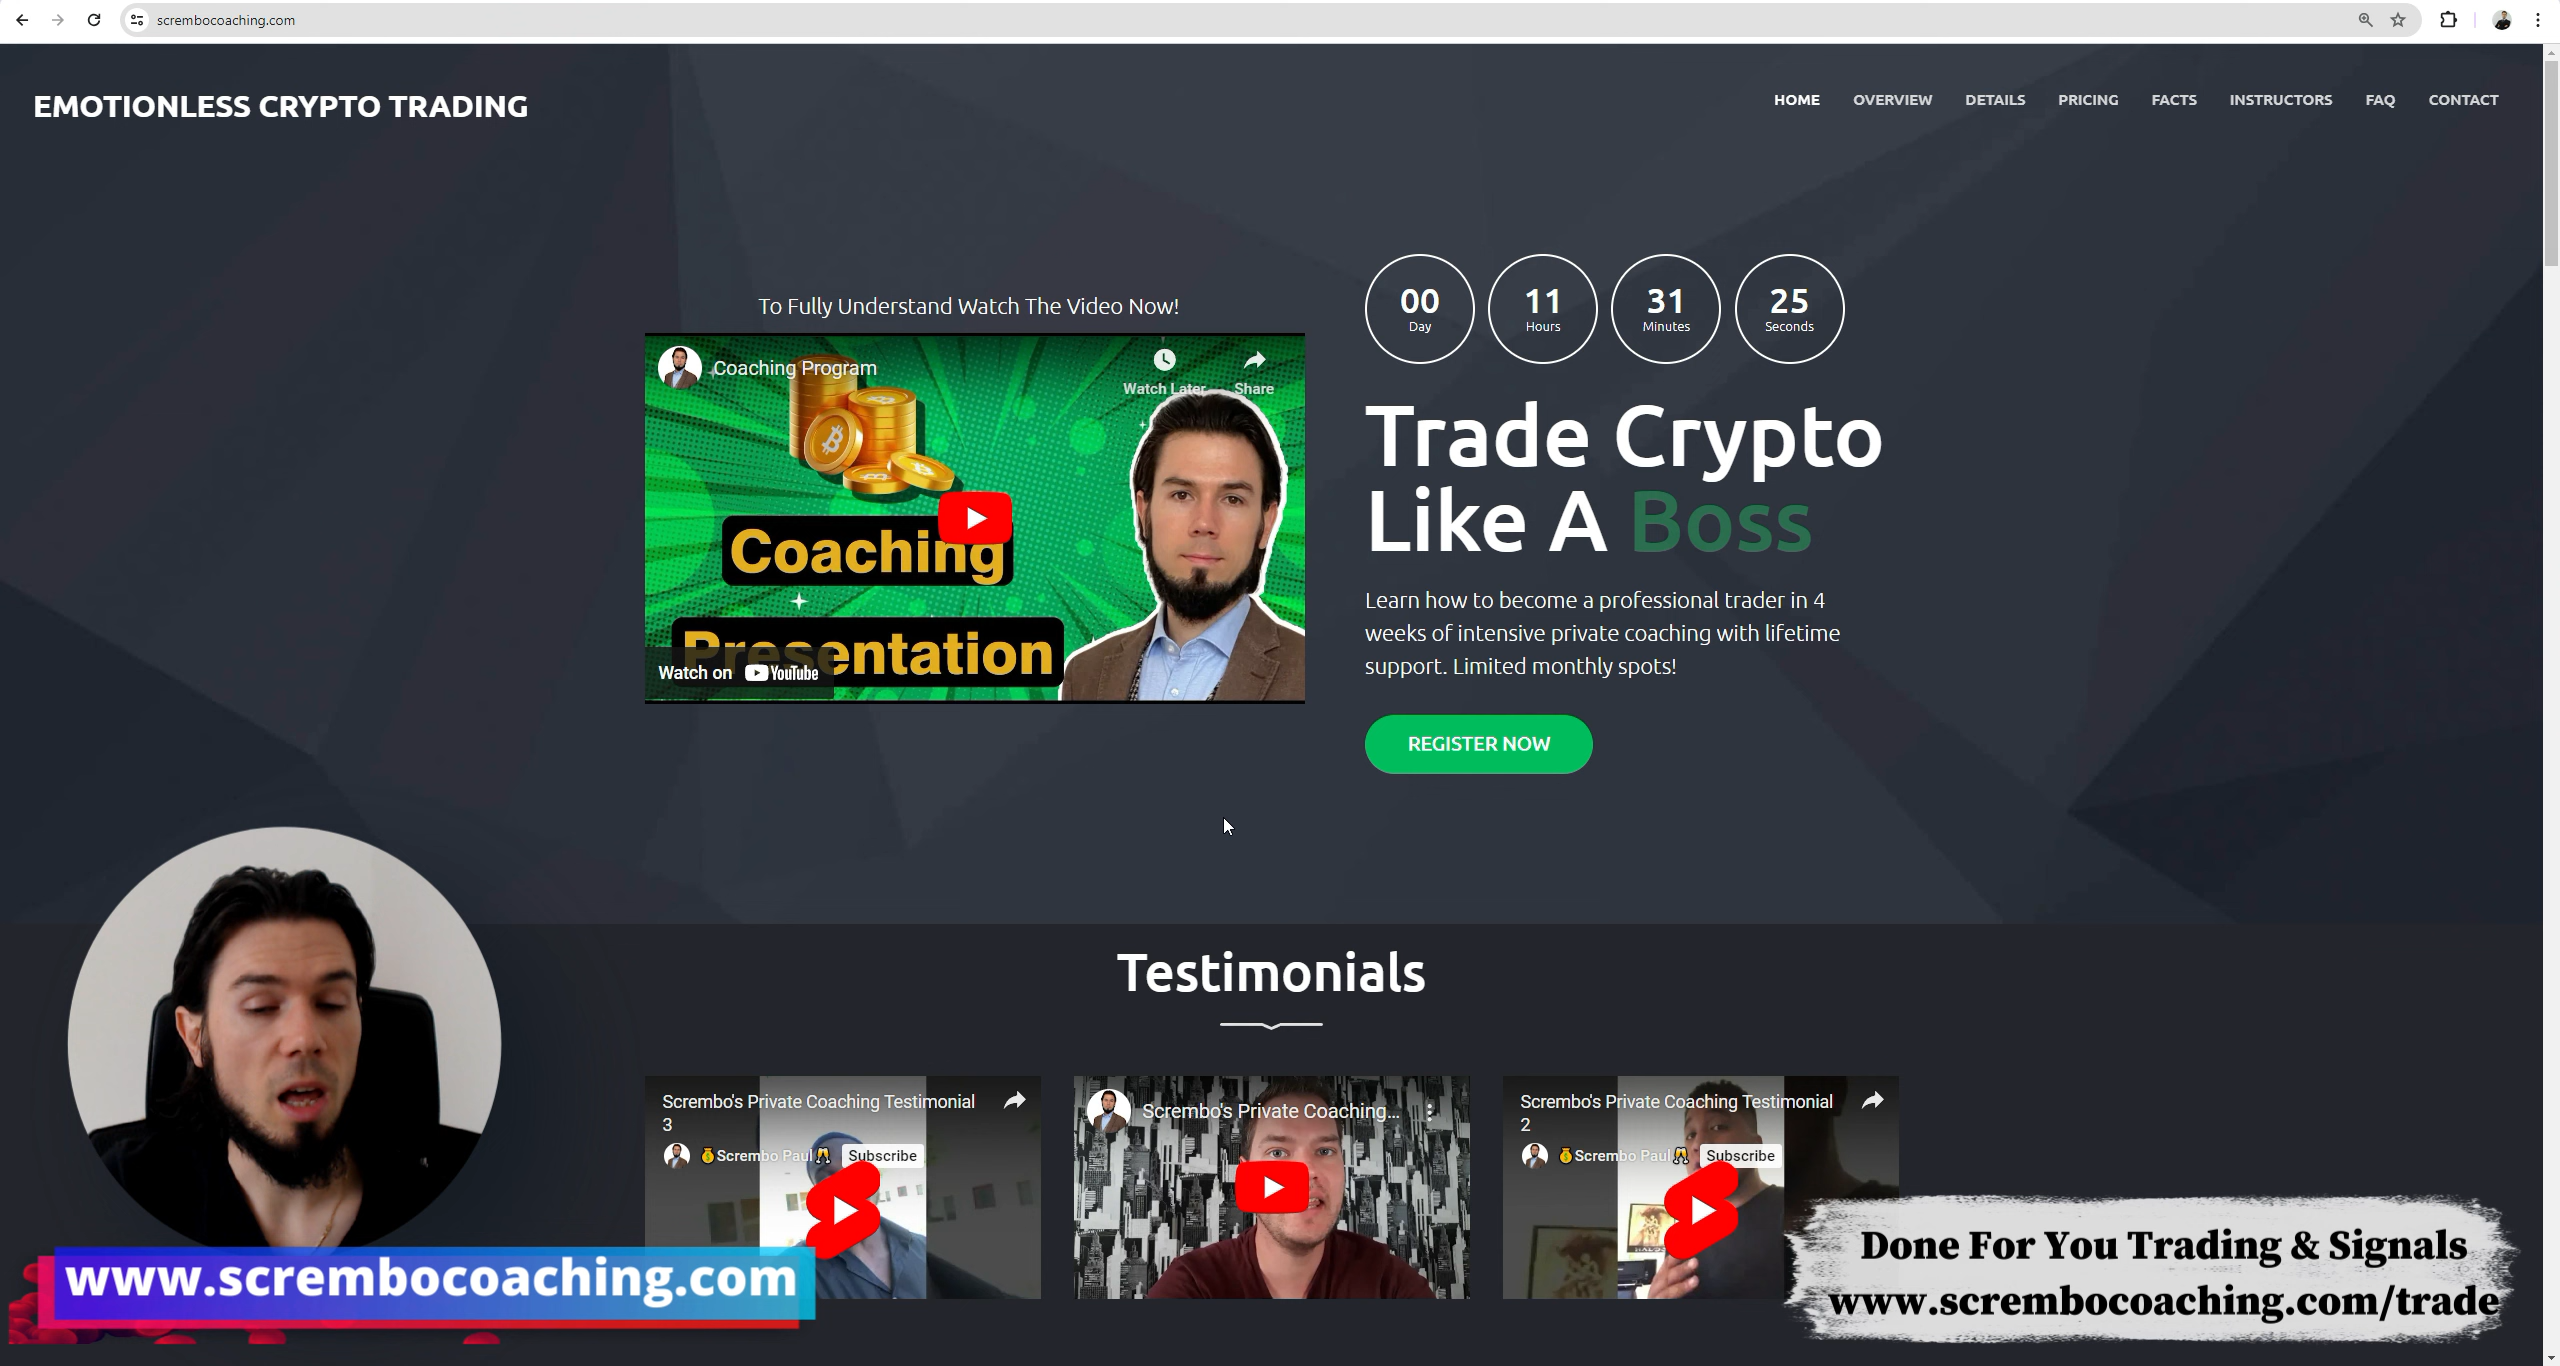 scrembocoaching.com
EMOTIONLESS CRYPTO TRADING
HOME OVERVIEW DETAILS PRICING FACTS INSTRUCTORS FAQ CONTACT
To Fully Understand Watch The Video Now!
Coaching Program
Watch Later
Share
Coaching
Presentation
Watch on YouTube
00 11 31 25
Day Hours Minutes Seconds
Trade Crypto
Like A Boss
Learn how to become a professional trader in 4
weeks of intensive private coaching with lifetime
support. Limited monthly spots!
REGISTER NOW
Testimonials
Scrembo's Private Coaching Testimonial
3
💰Scrembo Paul🥂 Subscribe
Scrembo's Private Coaching...
Scrembo's Private Coaching Testimonial
2
💰Scrembo Paul🥂 Subscribe
www.scrembocoaching.com
Done For You Trading & Signals
www.scrembocoaching.com/trade